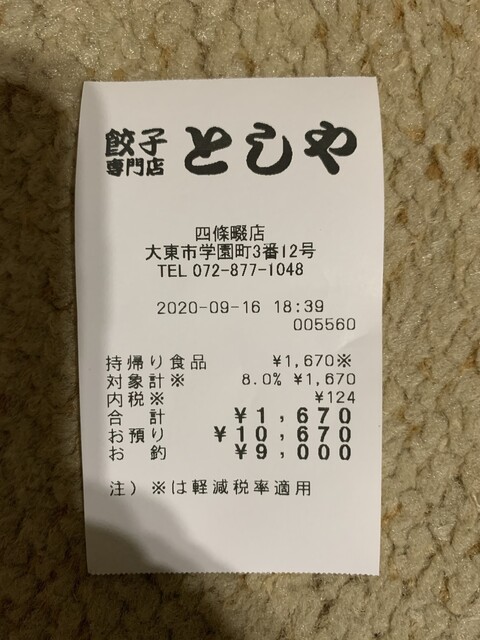 餃子
専門店 としや
四條畷店
大東市学園町3番12号
TEL 072-877-1048
2020-09-16 18:39
005560
持帰り食品 ¥1,670※
対象計※ 8.0% ¥1,670
内税※ ¥124
合 計 ¥1,670
お預り ¥10,670
お 釣 ¥9,000
注) ※は軽減税率適用